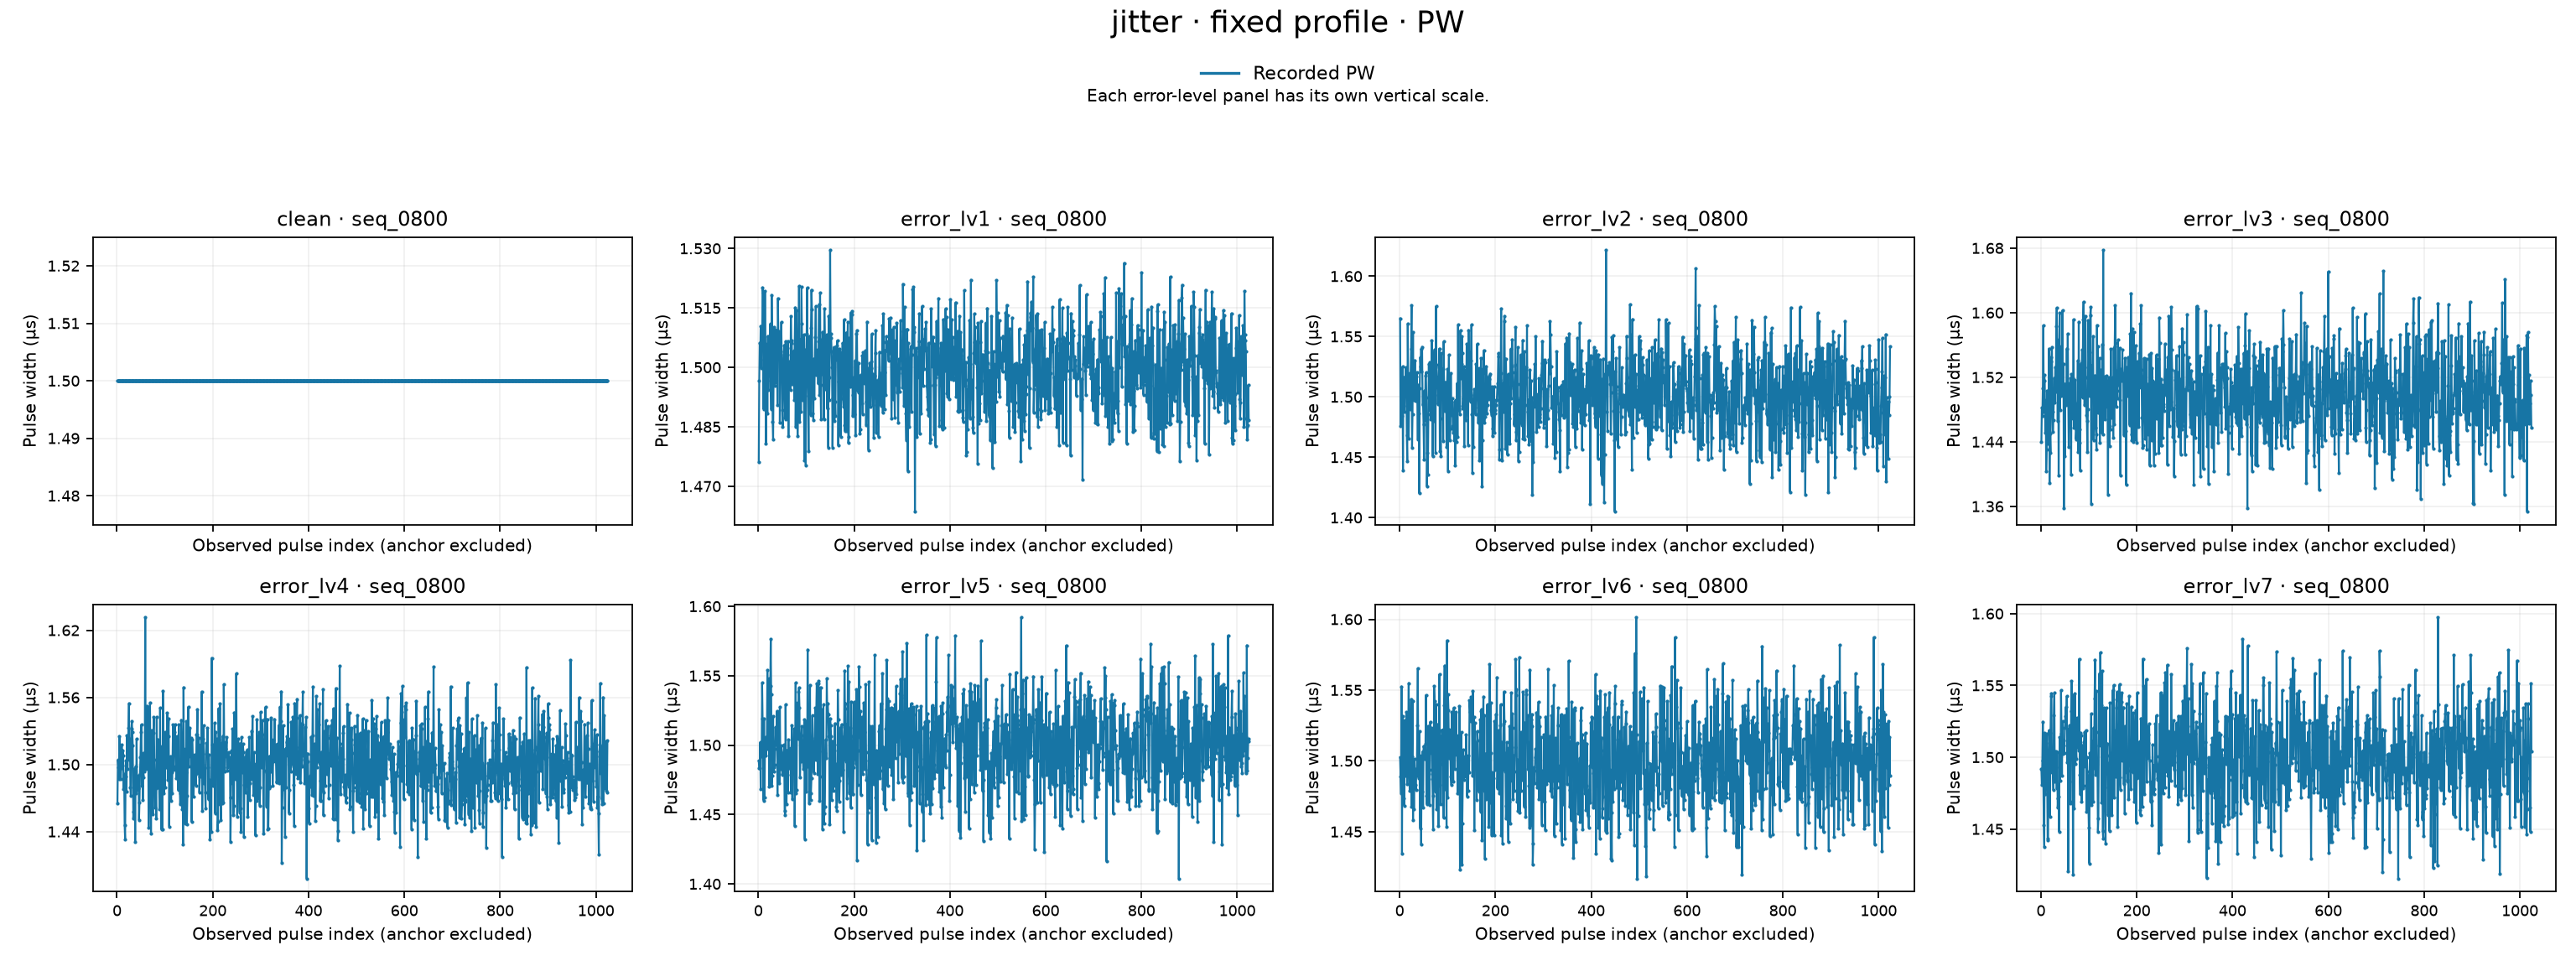 jitter · fixed profile · PW
Recorded PW
Each error-level panel has its own vertical scale.
clean · seq_0800
1.52
1.51
1.50
1.49
1.48
Pulse width (µs)
Observed pulse index (anchor excluded)
error_lv1 · seq_0800
1.530
1.515
1.500
1.485
1.470
Pulse width (µs)
Observed pulse index (anchor excluded)
error_lv2 · seq_0800
1.60
1.55
1.50
1.45
1.40
Pulse width (µs)
Observed pulse index (anchor excluded)
error_lv3 · seq_0800
1.68
1.60
1.52
1.44
1.36
Pulse width (µs)
Observed pulse index (anchor excluded)
error_lv4 · seq_0800
1.62
1.56
1.50
1.44
Pulse width (µs)
0 200 400 600 800 1000
Observed pulse index (anchor excluded)
error_lv5 · seq_0800
1.60
1.55
1.50
1.45
1.40
Pulse width (µs)
0 200 400 600 800 1000
Observed pulse index (anchor excluded)
error_lv6 · seq_0800
1.60
1.55
1.50
1.45
Pulse width (µs)
0 200 400 600 800 1000
Observed pulse index (anchor excluded)
error_lv7 · seq_0800
1.60
1.55
1.50
1.45
Pulse width (µs)
0 200 400 600 800 1000
Observed pulse index (anchor excluded)